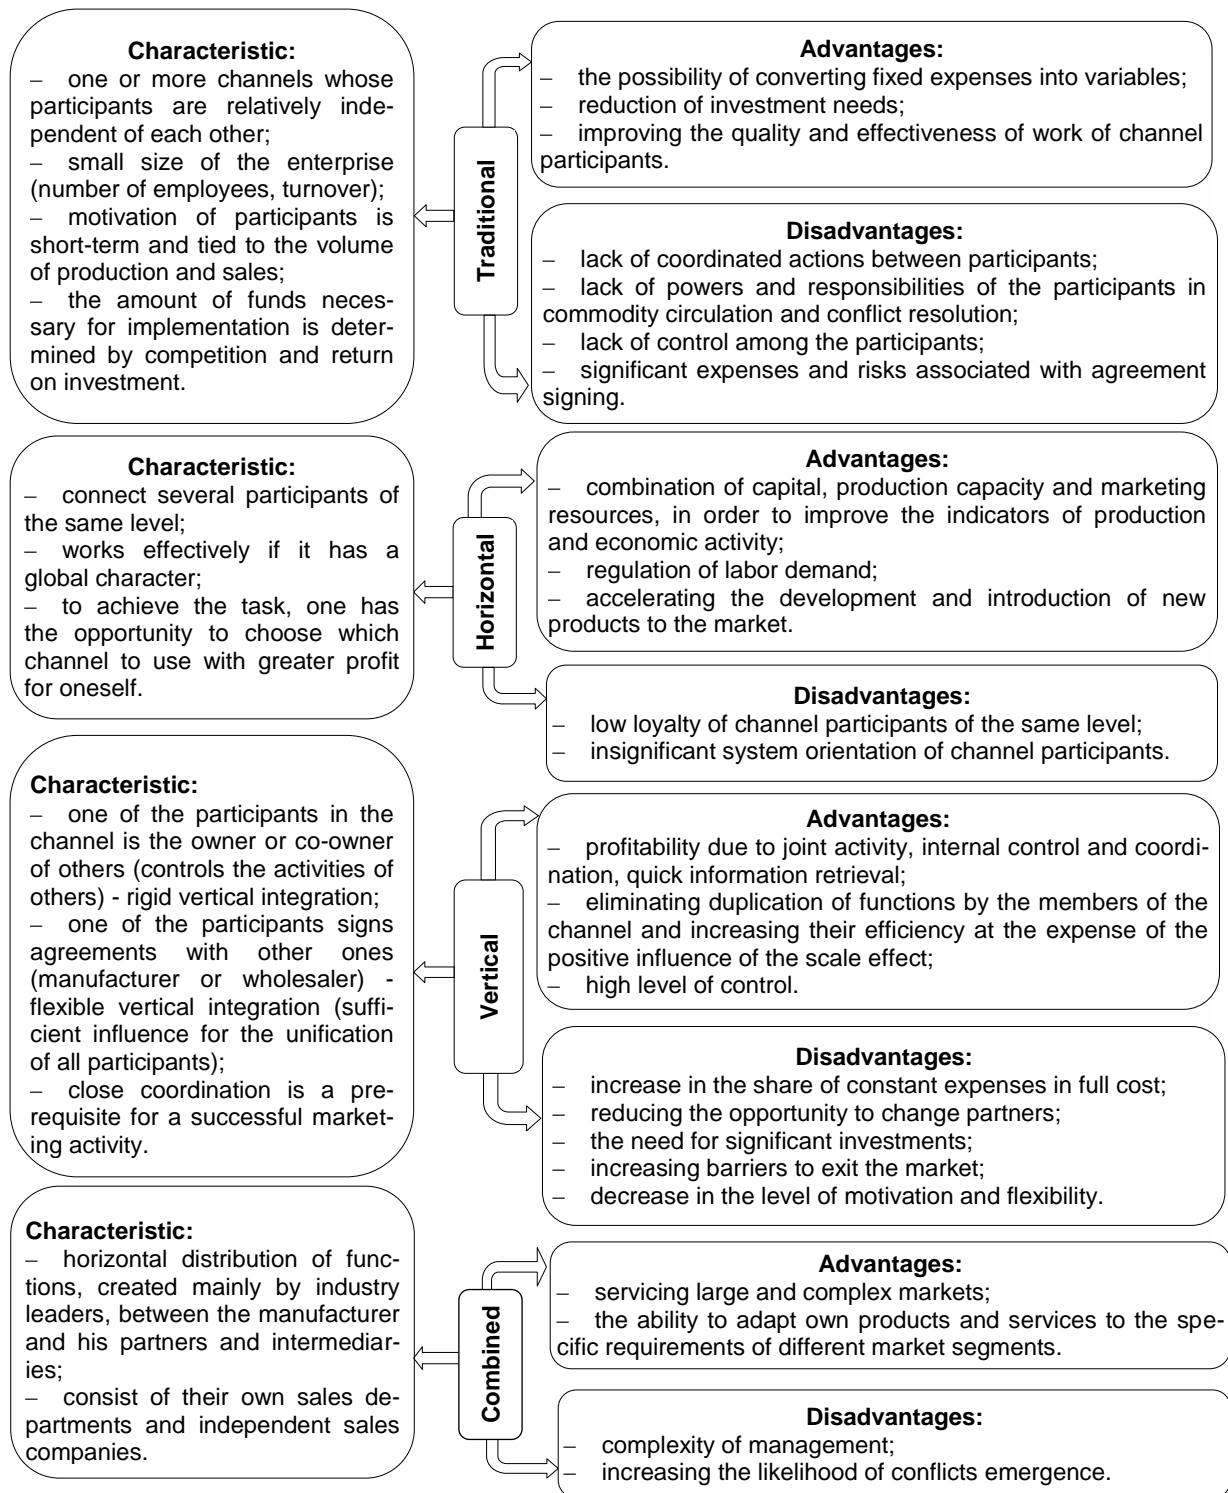 Characteristic:
– one or more channels whose
participants are relatively inde-
pendent of each other;
– small size of the enterprise
(number of employees, turnover);
– motivation of participants is
short-term and tied to the volume
of production and sales;
– the amount of funds neces-
sary for implementation is deter-
mined by competition and return
on investment.
Traditional
Advantages:
– the possibility of converting fixed expenses into variables;
– reduction of investment needs;
– improving the quality and effectiveness of work of channel
participants.
Disadvantages:
– lack of coordinated actions between participants;
– lack of powers and responsibilities of the participants in
commodity circulation and conflict resolution;
– lack of control among the participants;
– significant expenses and risks associated with agreement
signing.
Characteristic:
– connect several participants of
the same level;
– works effectively if it has a
global character;
– to achieve the task, one has
the opportunity to choose which
channel to use with greater profit
for oneself.
Horizontal
Advantages:
– combination of capital, production capacity and marketing
resources, in order to improve the indicators of production
and economic activity;
– regulation of labor demand;
– accelerating the development and introduction of new
products to the market.
Disadvantages:
– low loyalty of channel participants of the same level;
– insignificant system orientation of channel participants.
Characteristic:
– one of the participants in the
channel is the owner or co-owner
of others (controls the activities of
others) - rigid vertical integration;
– one of the participants signs
agreements with other ones
(manufacturer or wholesaler) -
flexible vertical integration (suffi-
cient influence for the unification
of all participants);
– close coordination is a pre-
requisite for a successful market-
ing activity.
Vertical
Advantages:
– profitability due to joint activity, internal control and coordi-
nation, quick information retrieval;
– eliminating duplication of functions by the members of the
channel and increasing their efficiency at the expense of the
positive influence of the scale effect;
– high level of control.
Disadvantages:
– increase in the share of constant expenses in full cost;
– reducing the opportunity to change partners;
– the need for significant investments;
– increasing barriers to exit the market;
– decrease in the level of motivation and flexibility.
Characteristic:
– horizontal distribution of func-
tions, created mainly by industry
leaders, between the manufacturer
and his partners and intermediar-
ies;
– consist of their own sales de-
partments and independent sales
companies.
Combined
Advantages:
– servicing large and complex markets;
– the ability to adapt own products and services to the spe-
cific requirements of different market segments.
Disadvantages:
– complexity of management;
– increasing the likelihood of conflicts emergence.